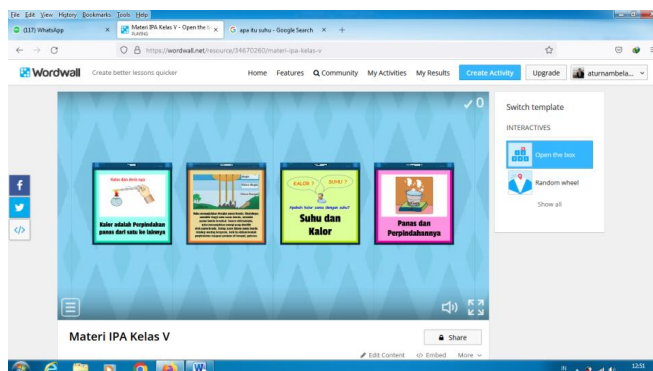 File Edit View History Bookmarks Tools Help
(117) WhatsApp
Materi IPA Kelas V - Open the b
PLAYING
apa itu suhu - Google Search
https://wordwall.net/resource/34670260/materi-ipa-kelas-v
Wordwall
Create better lessons quicker
Home Features Community My Activities My Results Create Activity Upgrade aturnambela...
0
Switch template
INTERACTIVES
Open the box
Random wheel
Show all
Kalor dan Jenis-nya
Kalor adalah Perpindahan
panas dari satu ke lainnya
KALOR ? SUHU ?
Apakah kalor sama dengan suhu?
Suhu dan
Kalor
Panas dan
Perpindahannya
Materi IPA Kelas V
Share
Edit Content Embed More
IN
12:51